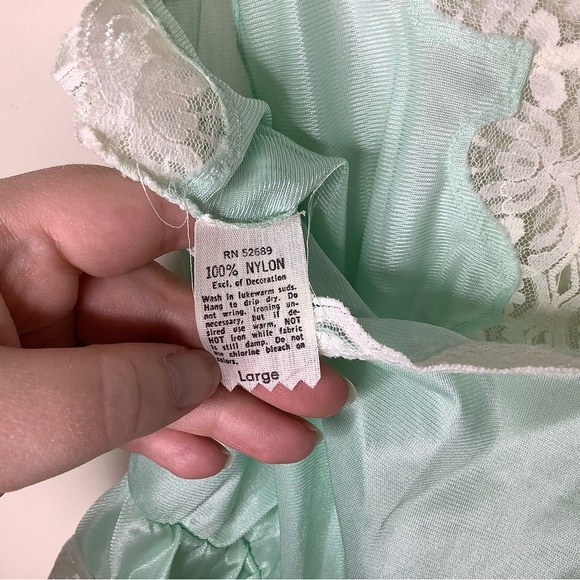 RN 52689
100% NYLON
Excl. of Decoration
Wash in lukewarm suds.
Hang to drip dry. Do
not wring. Ironing un-
necessary, but if de-
sired use warm, NOT
HOT iron while fabric
is still damp. Do not
use chlorine bleach on
colors.
Large